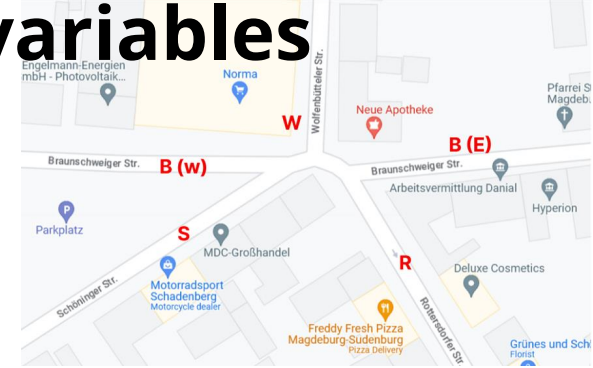 variables
Engelmann-Energien
mbH - Photovoltaik...
Norma
Wolfenbütteler Str.
Neue Apotheke
Pfarrei S
Magdeb.
W
B (E)
Braunschweiger Str.
B (w)
Braunschweiger Str.
Arbeitsvermittlung Danial
Hyperion
Parkplatz
S
MDC-Großhandel
R
Deluxe Cosmetics
Motorradsport
Schadenberg
Motorcycle dealer
Schöninger Str.
Rottersdorfer Str
Freddy Fresh Pizza
Magdeburg-Sudenburg
Pizza Delivery
Grünes und Sch
Florist